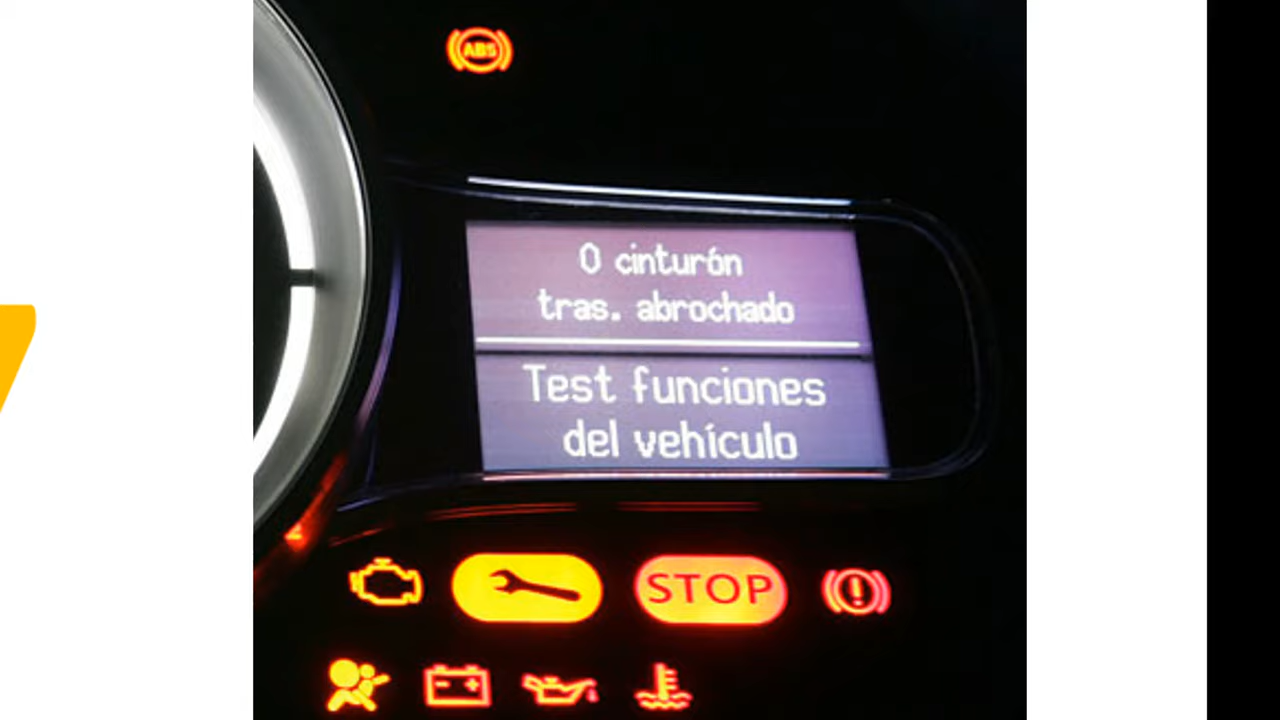 ABS
0 cinturón
tras. abrochado
Test funciones
del vehículo
STOP